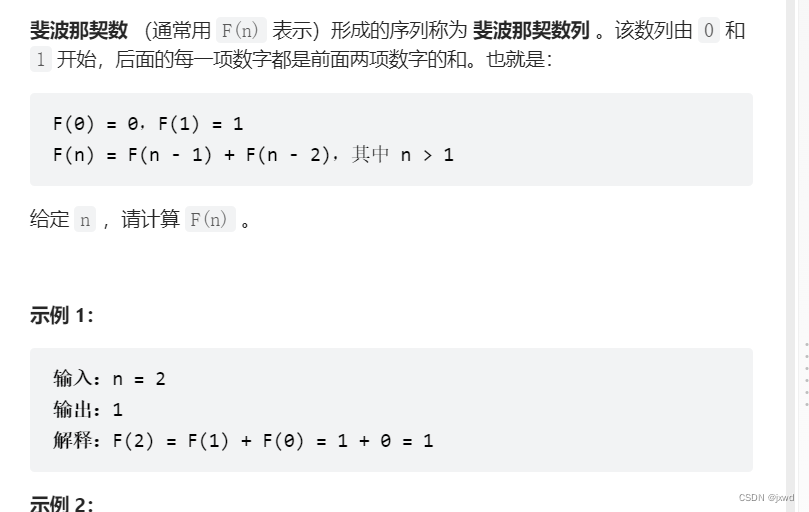 斐波那契数 （通常用 F(n) 表示）形成的序列称为 斐波那契数列 。该数列由 0 和
1 开始，后面的每一项数字都是前面两项数字的和。也就是：
F(0) = 0，F(1) = 1
F(n) = F(n - 1) + F(n - 2)，其中 n > 1
给定 n ，请计算 F(n) 。
示例 1：
输入：n = 2
输出：1
解释：F(2) = F(1) + F(0) = 1 + 0 = 1
示例 2：
CSDN @jxwd